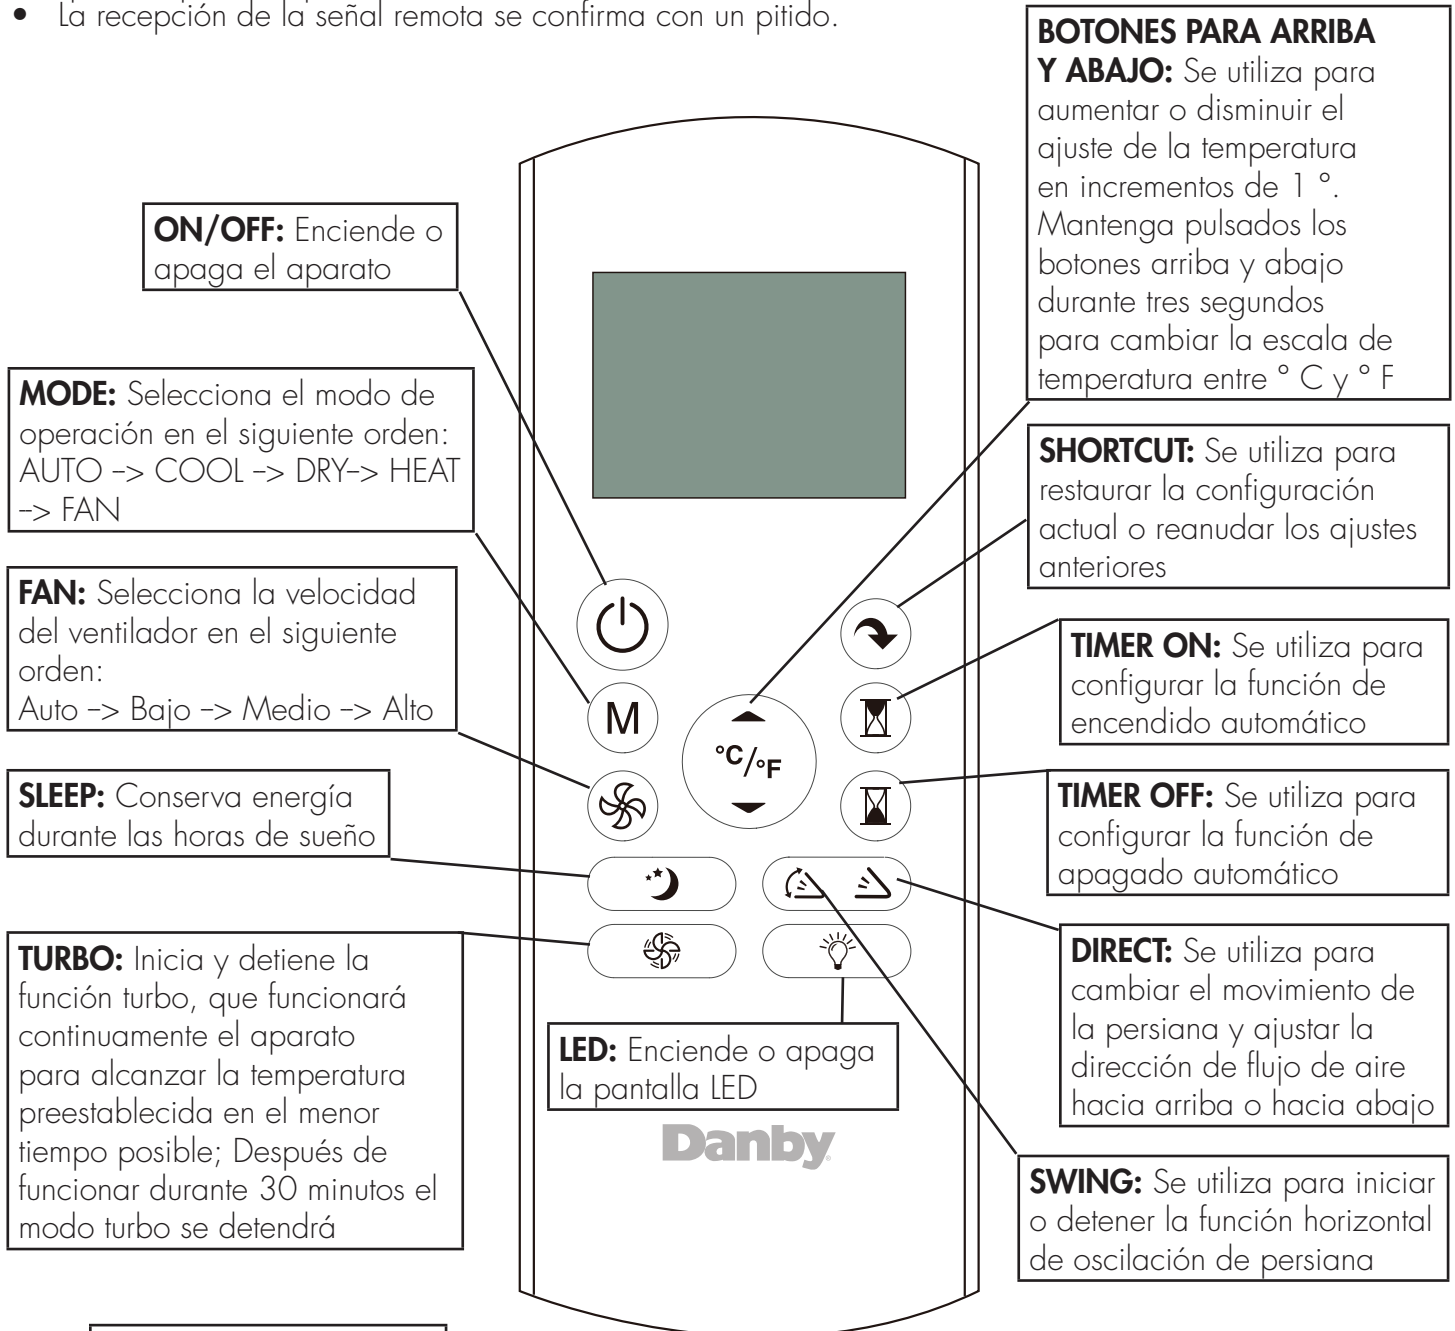 • La recepción de la señal remota se confirma con un pitido.
BOTONES PARA ARRIBA
Y ABAJO: Se utiliza para
aumentar o disminuir el
ajuste de la temperatura
en incrementos de 1 °.
Mantenga pulsados los
botones arriba y abajo
durante tres segundos
para cambiar la escala de
temperatura entre ° C y ° F
ON/OFF: Enciende o
apaga el aparato
MODE: Selecciona el modo de
operación en el siguiente orden:
AUTO –> COOL –> DRY–> HEAT
–> FAN
SHORTCUT: Se utiliza para
restaurar la configuración
actual o reanudar los ajustes
anteriores
FAN: Selecciona la velocidad
del ventilador en el siguiente
orden:
Auto –> Bajo –> Medio –> Alto
TIMER ON: Se utiliza para
configurar la función de
encendido automático
M
°C/°F
SLEEP: Conserva energía
durante las horas de sueño
TIMER OFF: Se utiliza para
configurar la función de
apagado automático
TURBO: Inicia y detiene la
función turbo, que funcionará
continuamente el aparato
para alcanzar la temperatura
preestablecida en el menor
tiempo posible; Después de
funcionar durante 30 minutos el
modo turbo se detendrá
LED: Enciende o apaga
la pantalla LED
DIRECT: Se utiliza para
cambiar el movimiento de
la persiana y ajustar la
dirección de flujo de aire
hacia arriba o hacia abajo
Danby
SWING: Se utiliza para iniciar
o detener la función horizontal
de oscilación de persiana